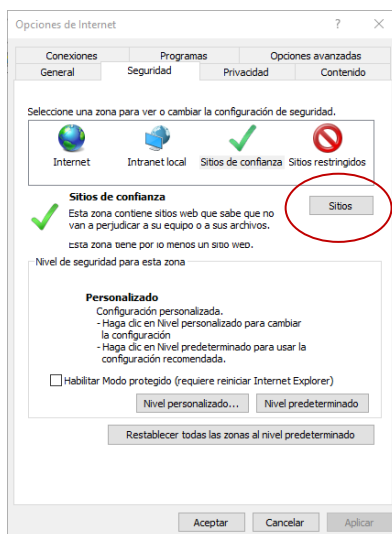 Opciones de Internet ? ×
Conexiones Programas Opciones avanzadas
General Seguridad Privacidad Contenido
Seleccione una zona para ver o cambiar la configuración de seguridad.
Internet Intranet local Sitios de confianza Sitios restringidos
Sitios de confianza
Sitios
Esta zona contiene sitios web que sabe que no
van a perjudicar a su equipo o a sus archivos.
Esta zona tiene por lo menos un sitio web.
Nivel de seguridad para esta zona
Personalizado
Configuración personalizada.
- Haga clic en Nivel personalizado para cambiar
la configuración
- Haga clic en Nivel predeterminado para usar la
configuración recomendada.
Habilitar Modo protegido (requiere reiniciar Internet Explorer)
Nivel personalizado... Nivel predeterminado
Restablecer todas las zonas al nivel predeterminado
Aceptar Cancelar Aplicar